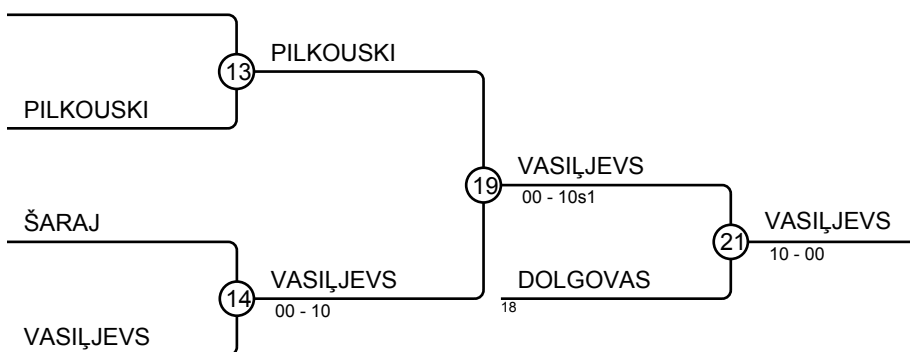 PILKOUSKI
13
PILKOUSKI
VASIĻJEVS
19
00 - 10s1
ŠARAJ
VASIĻJEVS
21
10 - 00
VASIĻJEVS
DOLGOVAS
14
00 - 10
18
VASIĻJEVS